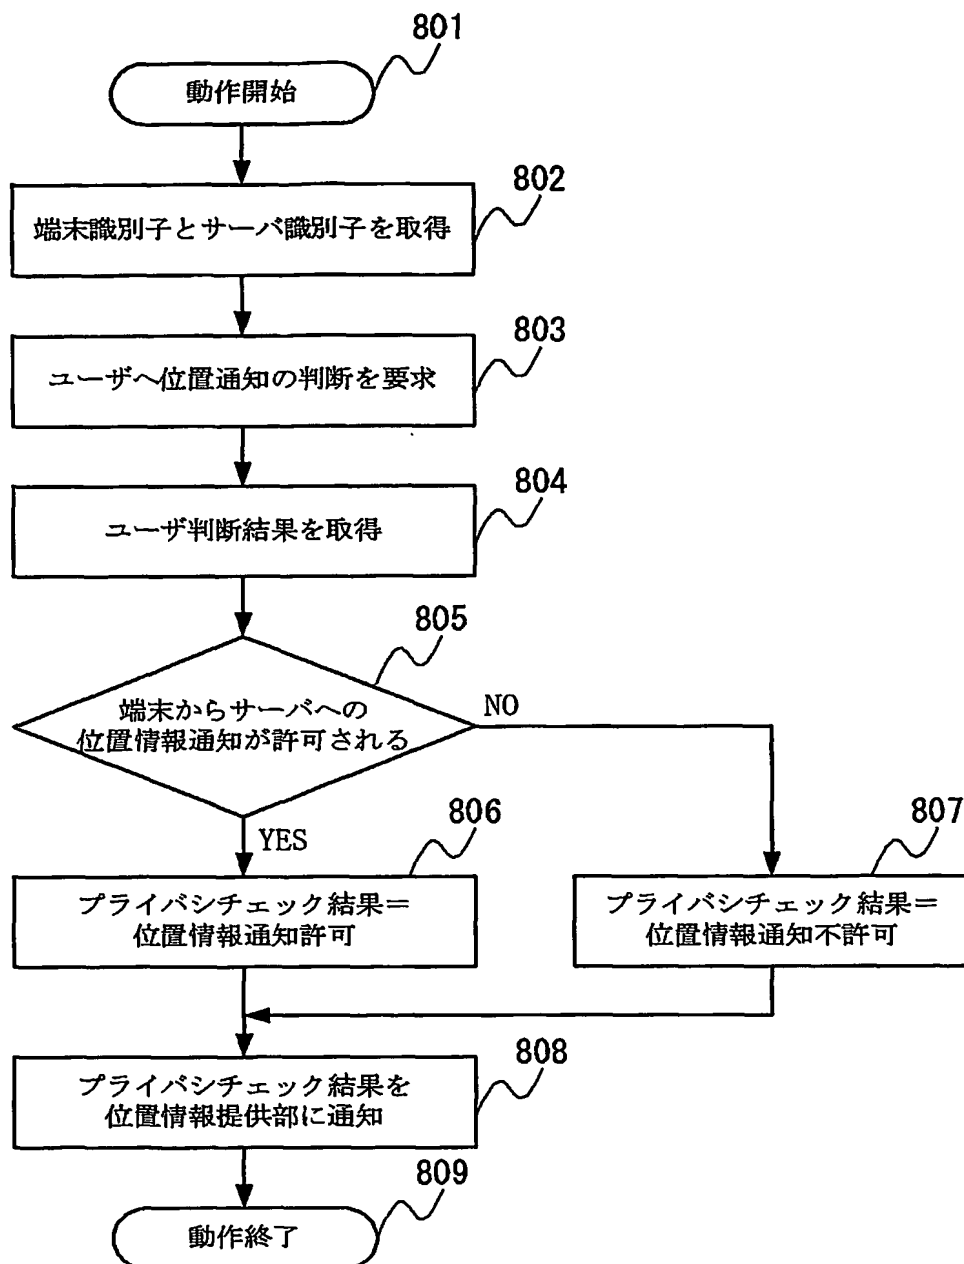 801
動作開始
802
端末識別子とサーバ識別子を取得
803
ユーザへ位置通知の判断を要求
804
ユーザ判断結果を取得
805
端末からサーバへの
位置情報通知が許可される
NO
YES
806
プライバシチェック結果＝
位置情報通知許可
807
プライバシチェック結果＝
位置情報通知不許可
808
プライバシチェック結果を
位置情報提供部に通知
809
動作終了